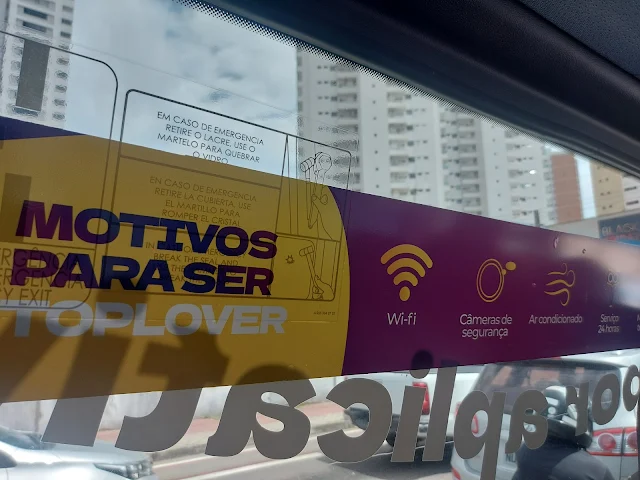 EM CASO DE EMERGENCIA
RETIRE O LACRE, USE O
MARTELO PARA QUEBRAR
O VIDRO
EN CASO DE EMERGENCIA
RETIRE LA CUBIERTA, USE
EL MARTILLO PARA
ROMPER EL CRISTAL
BREAK THE SEAL AND
MOTIVOS
PARA SER
TOPLOVER
Y EXIT
Wi-fi
Câmeras de
segurança
Ar condicionado
Serviço
24 horas
por aplicati